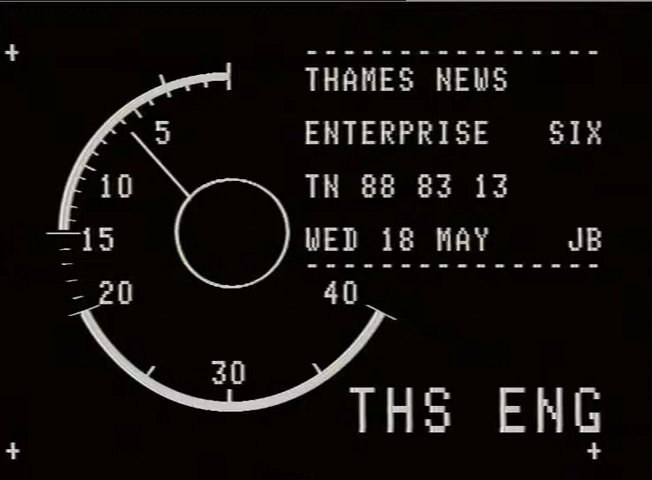 THAMES NEWS
ENTERPRISE SIX
TN 88 83 13
WED 18 MAY JB
5
10
15
20
30
40
THS ENG